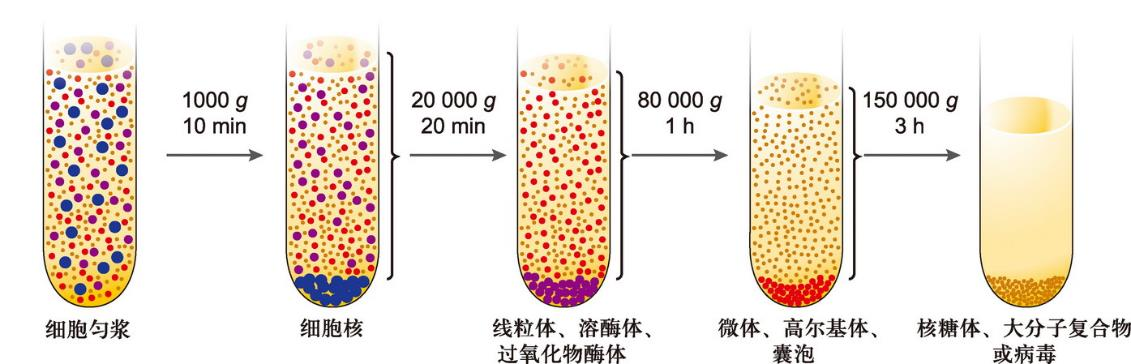 1000 g
10 min
20 000 g
20 min
80 000 g
1 h
150 000 g
3 h
细胞匀浆
细胞核
线粒体、溶酶体、
过氧化物酶体
微体、高尔基体、
囊泡
核糖体、大分子复合物
或病毒